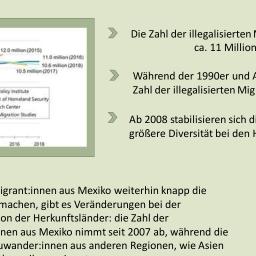 12.0 million (2015)
11.0 million (2016)
10.6 million (2018)
10.5 million (2017)
olicy Institute
of Homeland Security
ch Center
Migration Studies
2016 2018
Die Zahl der illegalisierten
ca. 11 Million
Während der 1990er und A
Zahl der illegalisierten Mig
Ab 2008 stabilisieren sich di
größere Diversität bei den H
igrant:innen aus Mexiko weiterhin knapp die
machen, gibt es Veränderungen bei der
on der Herkunftsländer: die Zahl der
nen aus Mexiko nimmt seit 2007 ab, während die
uwander:innen aus anderen Regionen, wie Asien